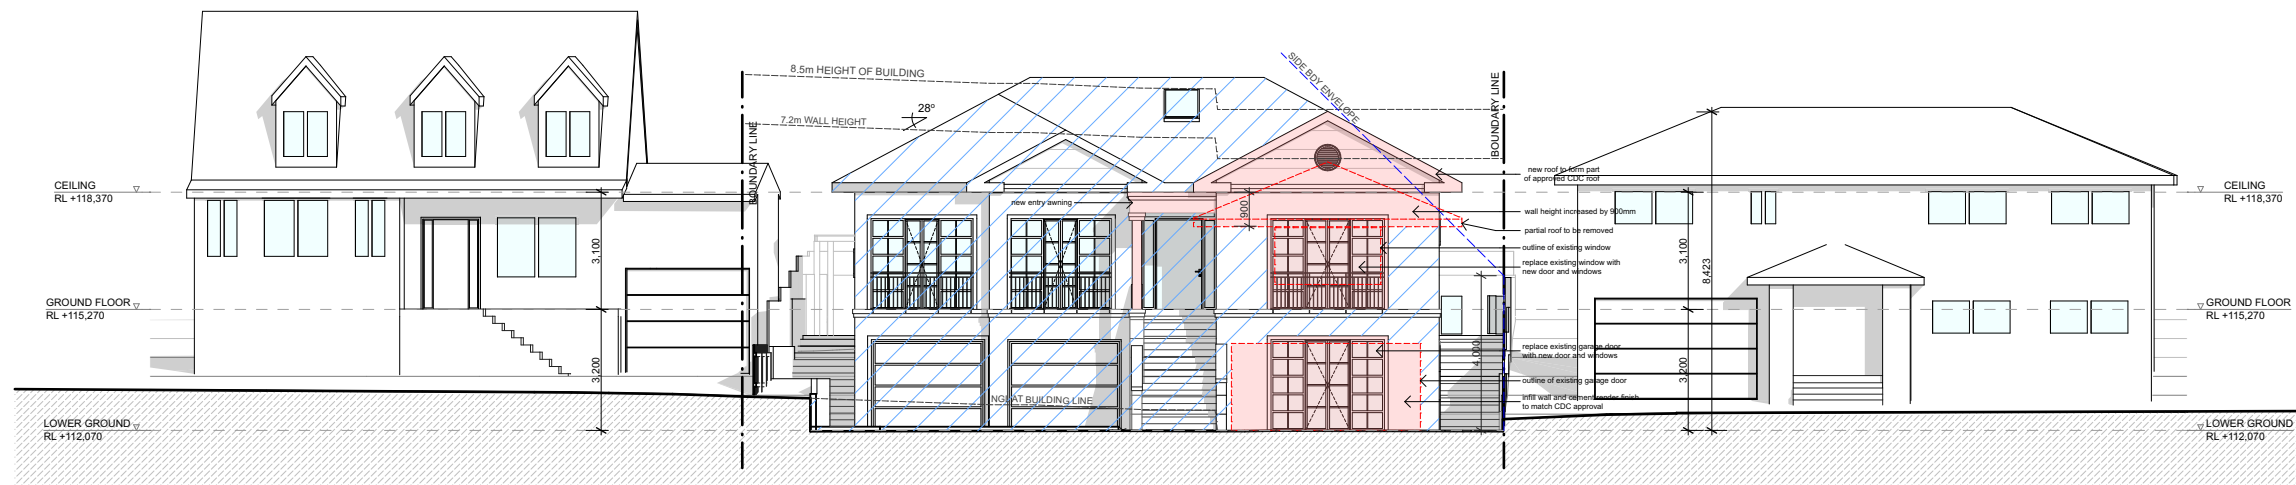 8.5m HEIGHT OF BUILDING
28°
7.2m WALL HEIGHT
BOUNDARY LINE
SIDE BDY ENVELOPE
BOUNDARY LINE
CEILING
RL +118,370
new entry awning
900
new roof to form part
of approved CDC roof
wall height increased by 900mm
partial roof to be removed
outline of existing window
replace existing window with
new door and windows
CEILING
RL +118,370
3,100
3,100
8,423
GROUND FLOOR
RL +115,270
GROUND FLOOR
RL +115,270
3,200
4,000
replace existing garage door
with new door and windows
outline of existing garage door
infill wall and cement render finish
to match CDC approval
3,200
NGL AT BUILDING LINE
LOWER GROUND
RL +112,070
LOWER GROUND
RL +112,070